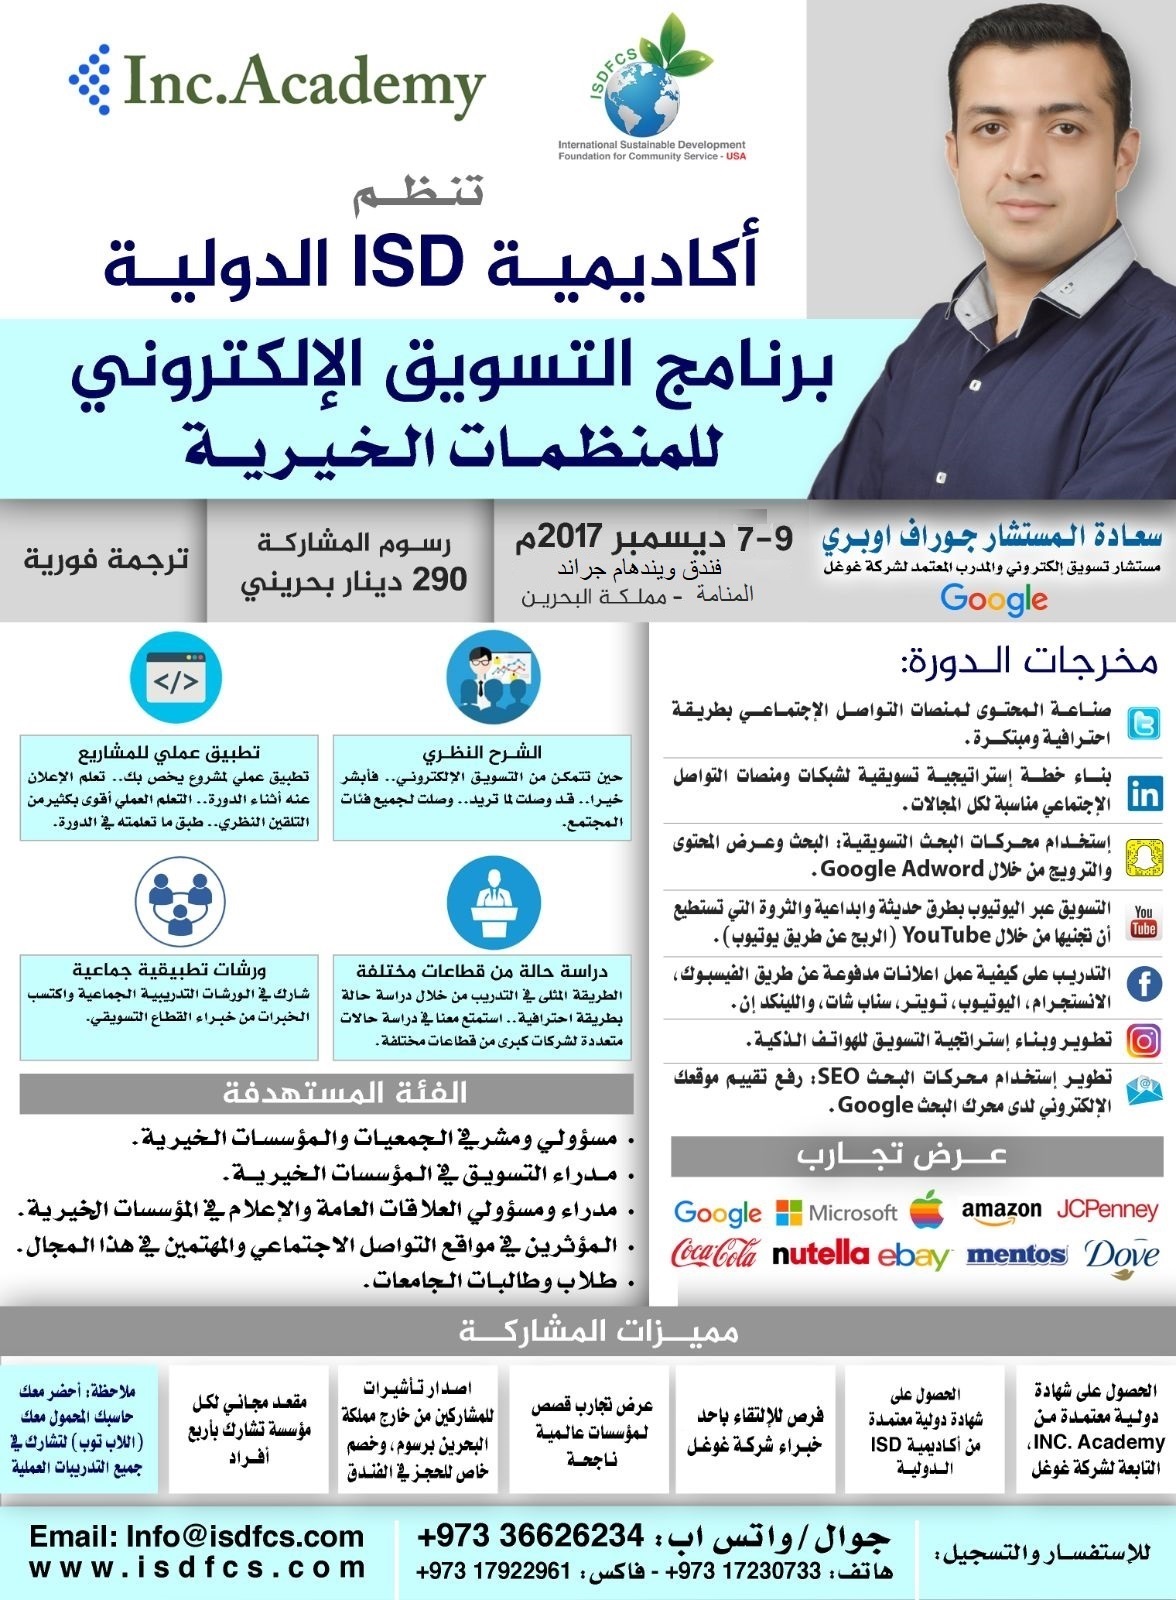 Inc.Academy
ISDFCS
International Sustainable Development
Foundation for Community Service - USA
تنظم
أكاديمية ISD الدولية
برنامج التسويق الإلكتروني
للمنظمات الخيرية
سعادة المستشار جوراف اوبري
مستشار تسويق إلكتروني والمدرب المعتمد لشركة غوغل
Google
7-9 ديسمبر 2017م
فندق ويندهام جراند
المنامة - مملكة البحرين
رسوم المشاركة
290 دينار بحريني
ترجمة فورية
مخرجات الدورة:
صناعة المحتوى لمنصات التواصل الإجتماعي بطريقة
احترافية ومبتكرة.
بناء خطة إستراتيجية تسويقية لشبكات ومنصات التواصل
الإجتماعي مناسبة لكل المجالات.
إستخدام محركات البحث التسويقية: البحث وعرض المحتوى
والترويج من خلال Google Adword.
You
Tube
التسويق عبر اليوتيوب بطرق حديثة وابداعية والثروة التي تستطيع
أن تجنيها من خلال YouTube (الربح عن طريق يوتيوب).
التدريب على كيفية عمل اعلانات مدفوعة عن طريق الفيسبوك،
الانستجرام، اليوتيوب، تويتر، سناب شات، واللينكد إن.
تطوير وبناء إستراتجية التسويق للهواتف الذكية.
تطوير إستخدام محركات البحث SEO: رفع تقييم موقعك
الإلكتروني لدى محرك البحث Google.
عرض تجارب
Google Microsoft amazon JCPenney
Coca-Cola nutella ebay mentos Dove
الشرح النظري
حين تتمكن من التسويق الإلكتروني.. فأبشر
خيرا.. قد وصلت لما تريد.. وصلت لجميع فئات
المجتمع.
</>
تطبيق عملي للمشاريع
تطبيق عملي لمشروع يخص بك.. تعلم الإعلان
عنه أثناء الدورة.. التعلم العملي أقوى بكثير من
التلقين النظري.. طبق ما تعلمته في الدورة.
دراسة حالة من قطاعات مختلفة
الطريقة المثلى في التدريب من خلال دراسة حالة
بطريقة احترافية.. استمتع معنا في دراسة حالات
متعددة لشركات كبرى من قطاعات مختلفة.
ورشات تطبيقية جماعية
شارك في الورشات التدريبية الجماعية واكتسب
الخبرات من خبراء القطاع التسويقي.
الفئة المستهدفة
• مسؤولي ومشرفي الجمعيات والمؤسسات الخيرية.
• مدراء التسويق في المؤسسات الخيرية.
• مدراء ومسؤولي العلاقات العامة والإعلام في المؤسسات الخيرية.
• المؤثرين في مواقع التواصل الاجتماعي والمهتمين في هذا المجال.
• طلاب وطالبات الجامعات.
مميزات المشاركة
الحصول على شهادة
دولية معتمدة من
INC. Academy،
التابعة لشركة غوغل
الحصول على
شهادة دولية معتمدة
من أكاديمية ISD
الدولية
فرص للإلتقاء باحد
خبراء شركة غوغل
عرض تجارب قصص
لمؤسسات عالمية
ناجحة
اصدار تأشيرات
للمشاركين من خارج مملكة
البحرين برسوم، وخصم
خاص للحجز في الفندق
مقعد مجاني لكل
مؤسسة تشارك بأربع
أفراد
ملاحظة: أحضر معك
حاسبك المحمول معك
(اللاب توب) لتشارك في
جميع التدريبات العملية
للإستفسار والتسجيل:
جوال/واتس اب: 36626234 973+
هاتف: 17230733 973+ - فاكس: 17922961 973+
Email: Info@isdfcs.com
www.isdfcs.com